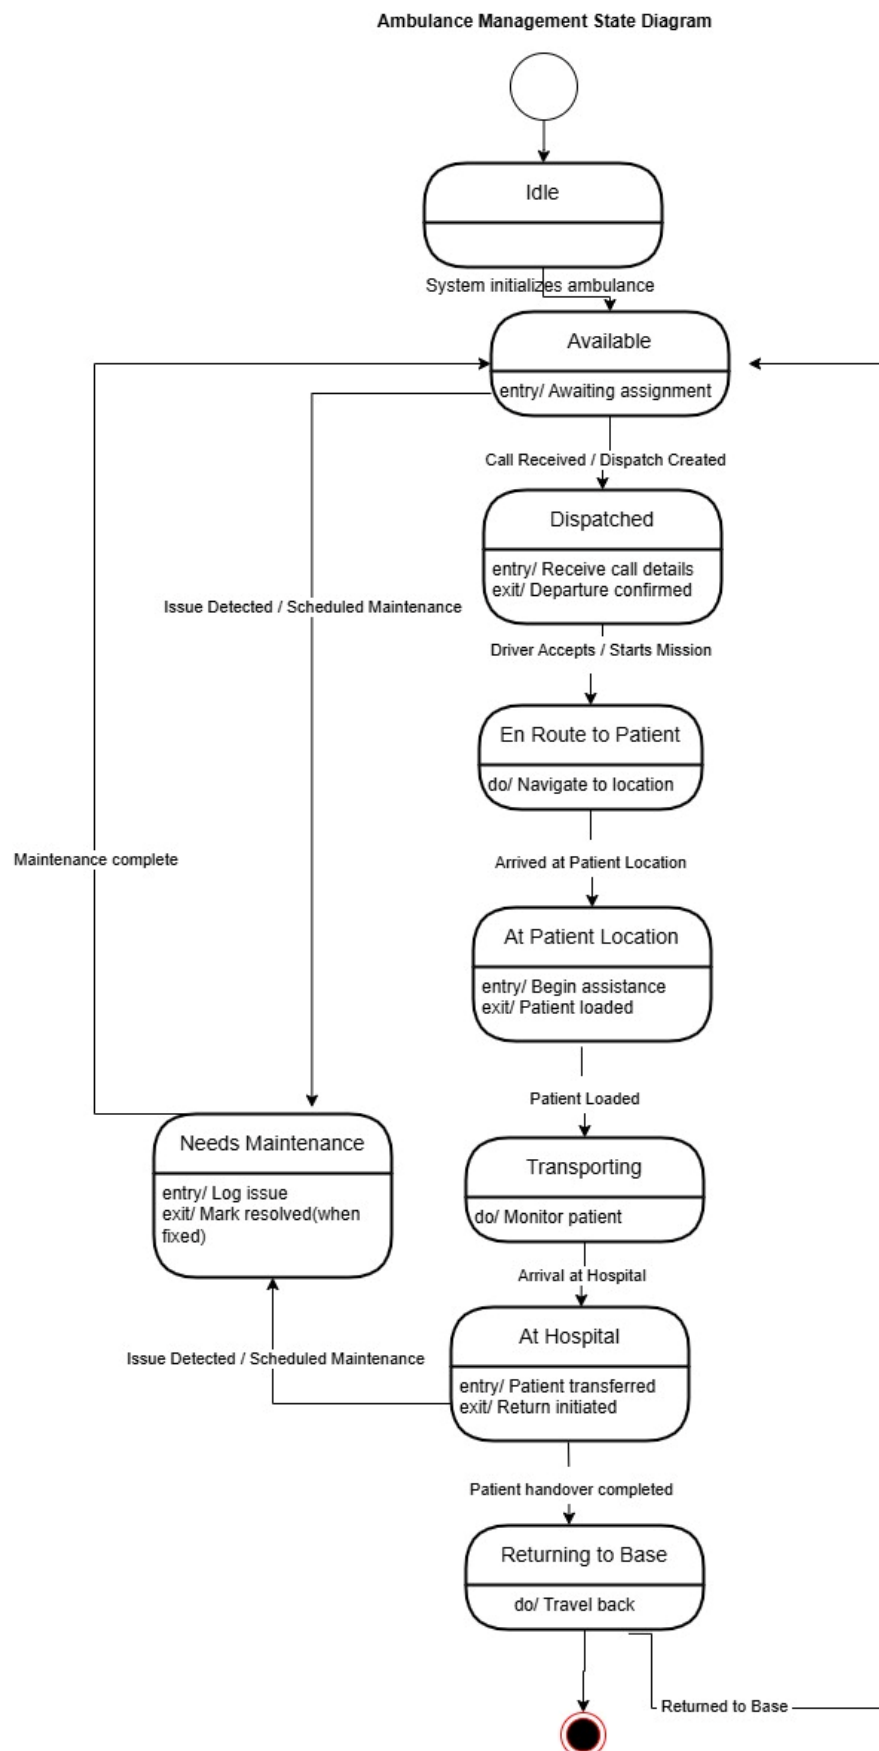 Ambulance Management State Diagram
Idle
System initializes ambulance
Available
entry/ Awaiting assignment
Call Received / Dispatch Created
Dispatched
entry/ Receive call details
exit/ Departure confirmed
Issue Detected / Scheduled Maintenance
Driver Accepts / Starts Mission
En Route to Patient
do/ Navigate to location
Maintenance complete
Arrived at Patient Location
At Patient Location
entry/ Begin assistance
exit/ Patient loaded
Patient Loaded
Needs Maintenance
entry/ Log issue
exit/ Mark resolved(when
fixed)
Transporting
do/ Monitor patient
Arrival at Hospital
At Hospital
entry/ Patient transferred
exit/ Return initiated
Issue Detected / Scheduled Maintenance
Patient handover completed
Returning to Base
do/ Travel back
Returned to Base